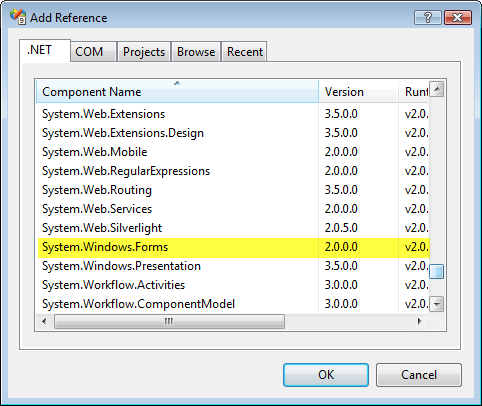 Add Reference
.NET COM Projects Browse Recent
Component Name Version Runt
System.Web.Extensions 3.5.0.0 v2.0.
System.Web.Extensions.Design 3.5.0.0 v2.0.
System.Web.Mobile 2.0.0.0 v2.0.
System.Web.RegularExpressions 2.0.0.0 v2.0.
System.Web.Routing 3.5.0.0 v2.0.
System.Web.Services 2.0.0.0 v2.0.
System.Web.Silverlight 2.0.5.0 v2.0.
System.Windows.Forms 2.0.0.0 v2.0.
System.Windows.Presentation 3.5.0.0 v2.0.
System.Workflow.Activities 3.0.0.0 v2.0.
System.Workflow.ComponentModel 3.0.0.0 v2.0.
OK Cancel